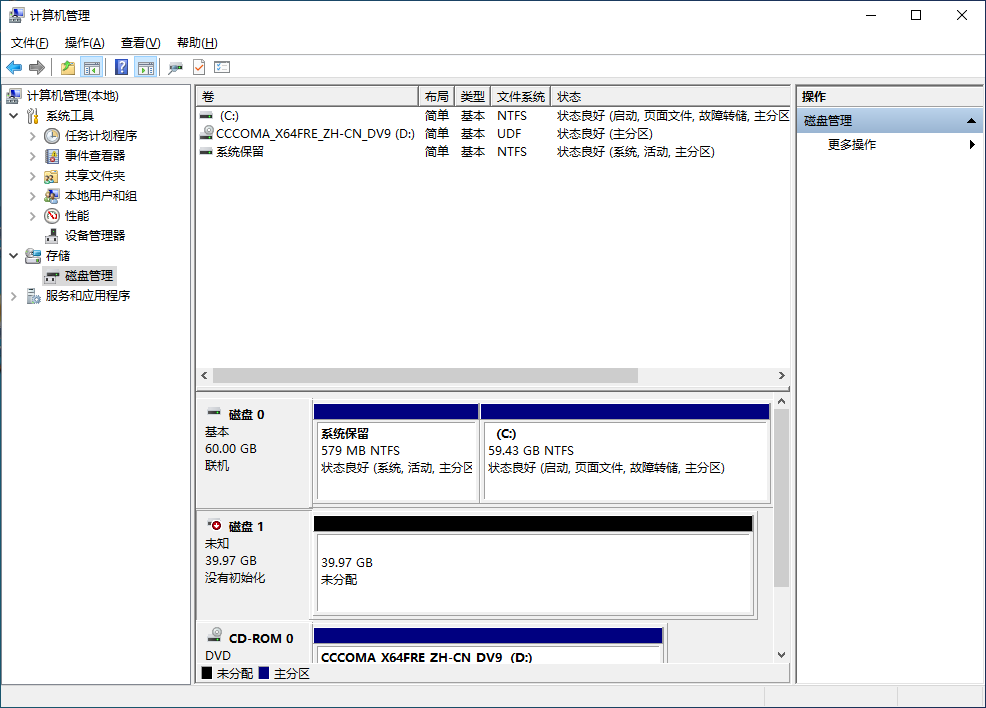 计算机管理
文件(F) 操作(A) 查看(V) 帮助(H)
计算机管理(本地)
系统工具
任务计划程序
事件查看器
共享文件夹
本地用户和组
性能
设备管理器
存储
磁盘管理
服务和应用程序
卷 布局 类型 文件系统 状态
(C:) 简单 基本 NTFS 状态良好 (启动, 页面文件, 故障转储, 主分区
CCCOMA_X64FRE_ZH-CN_DV9 (D:) 简单 基本 UDF 状态良好 (主分区)
系统保留 简单 基本 NTFS 状态良好 (系统, 活动, 主分区)
磁盘 0
基本
60.00 GB
联机
系统保留
579 MB NTFS
状态良好 (系统, 活动, 主分区
(C:)
59.43 GB NTFS
状态良好 (启动, 页面文件, 故障转储, 主分区)
磁盘 1
未知
39.97 GB
没有初始化
39.97 GB
未分配
CD-ROM 0
DVD
CCCOMA_X64FRE_ZH-CN_DV9 (D:)
未分配 主分区
操作
磁盘管理
更多操作